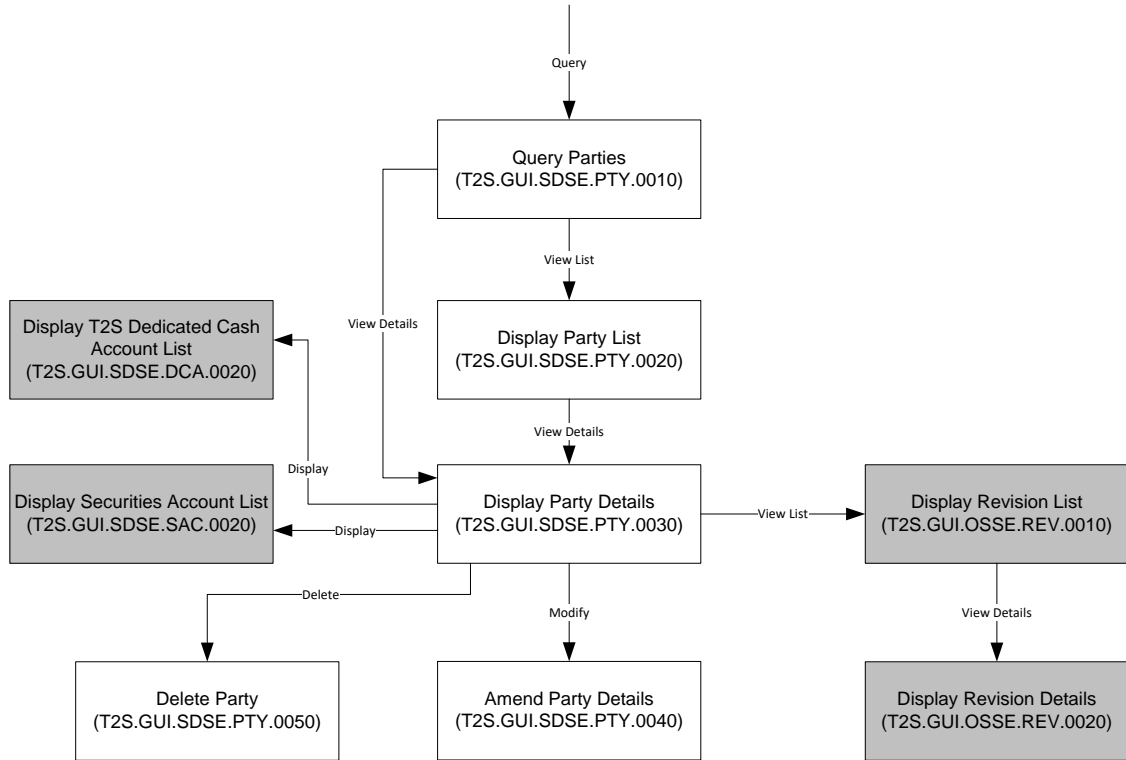 Query
Query Parties
(T2S.GUI.SDSE.PTY.0010)
View List
View Details
Display T2S Dedicated Cash
Account List
(T2S.GUI.SDSE.DCA.0020)
Display Party List
(T2S.GUI.SDSE.PTY.0020)
View Details
Display
Display Securities Account List
(T2S.GUI.SDSE.SAC.0020)
Display
Display Party Details
(T2S.GUI.SDSE.PTY.0030)
View List
Display Revision List
(T2S.GUI.OSSE.REV.0010)
Delete
Modify
View Details
Delete Party
(T2S.GUI.SDSE.PTY.0050)
Amend Party Details
(T2S.GUI.SDSE.PTY.0040)
Display Revision Details
(T2S.GUI.OSSE.REV.0020)